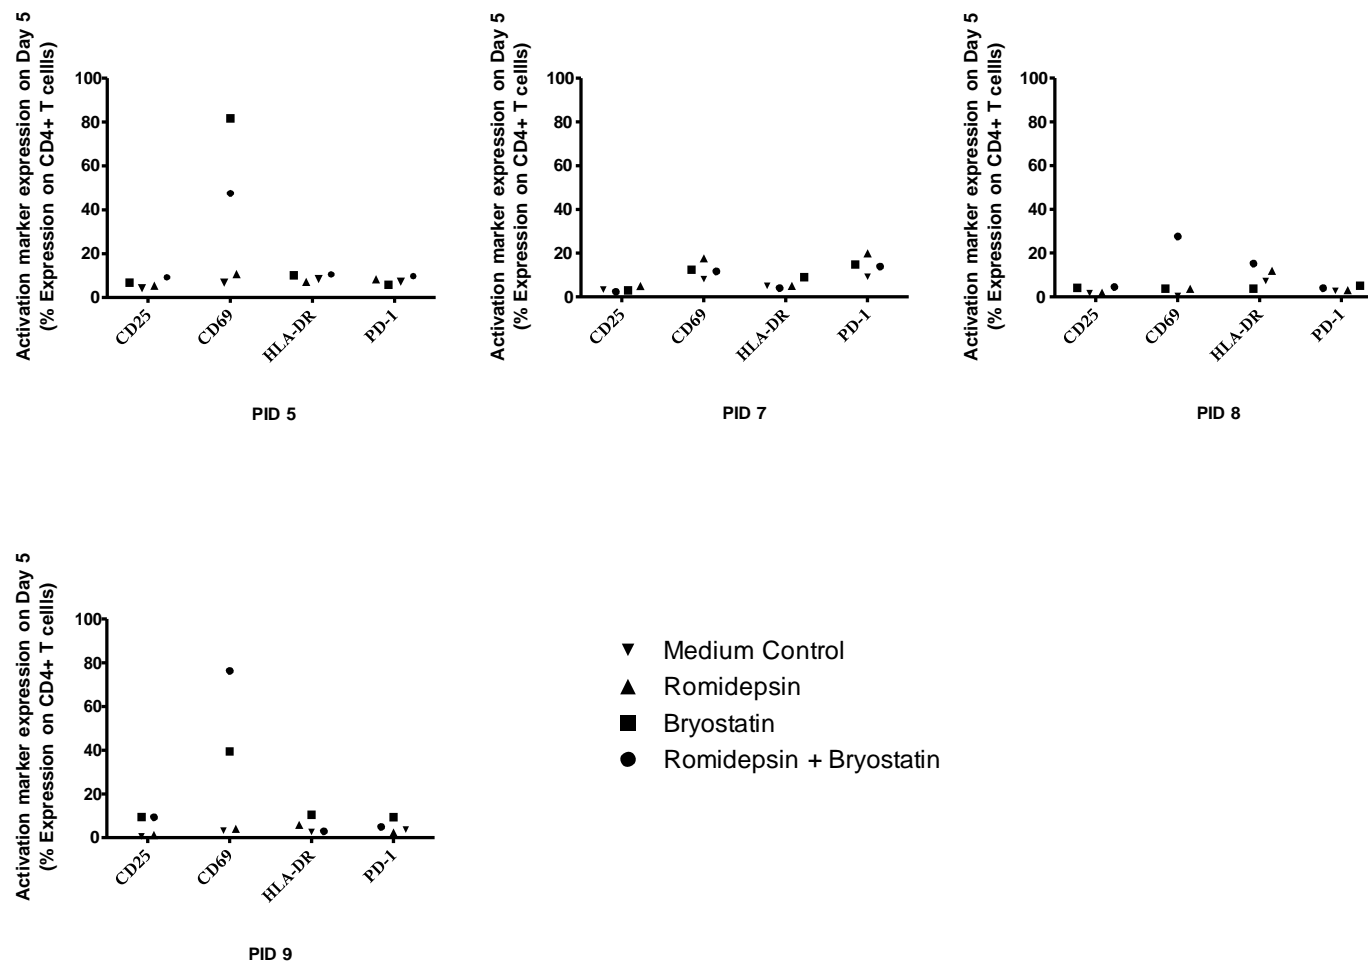 Activation marker expression on Day 5
(% Expression on CD4+ T cellls)
100
80
60
40
20
0
CD25
CD69
HLA-DR
PD-1
PID 5
Activation marker expression on Day 5
(% Expression on CD4+ T cellls)
100
80
60
40
20
0
CD25
CD69
HLA-DR
PD-1
PID 7
Activation marker expression on Day 5
(% Expression on CD4+ T cellls)
100
80
60
40
20
0
CD25
CD69
HLA-DR
PD-1
PID 8
Activation marker expression on Day 5
(% Expression on CD4+ T cellls)
100
80
60
40
20
0
CD25
CD69
HLA-DR
PD-1
PID 9
Medium Control
Romidepsin
Bryostatin
Romidepsin + Bryostatin